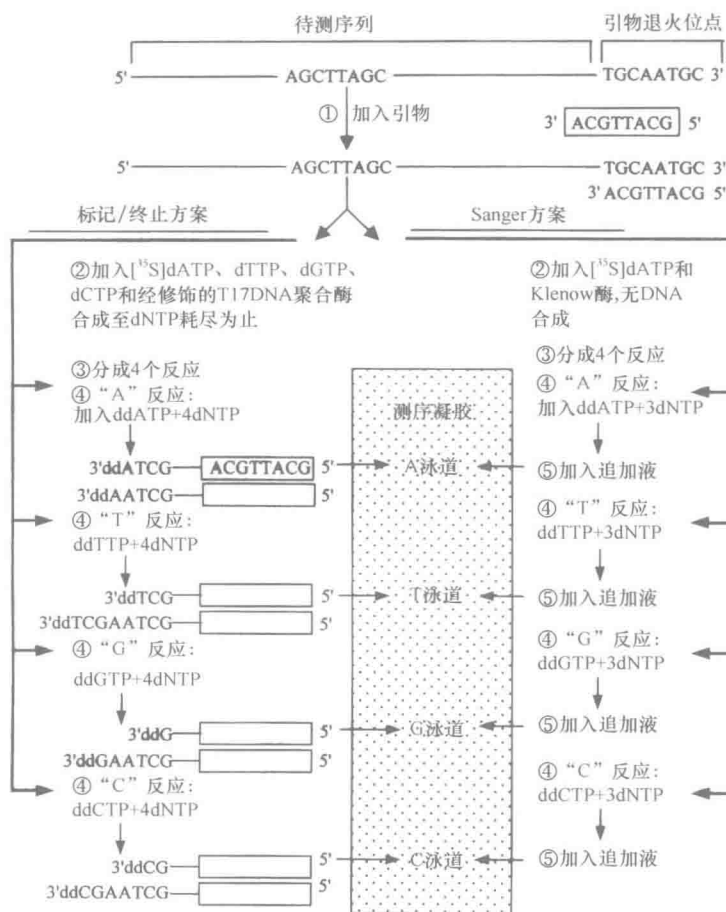 待测序列
引物退火位点
5' AGCTTAGC TGCAATGC 3'
① 加入引物
3' ACGTTACG 5'
5' AGCTTAGC TGCAATGC 3'
3' ACGTTACG 5'
标记/终止方案
Sanger方案
②加入[³⁵S]dATP、dTTP、dGTP、
dCTP和经修饰的T17DNA聚合酶
合成至dNTP耗尽为止
③分成4个反应
④ “A” 反应:
加入ddATP+4dNTP
3'ddATCG ACGTTACG 5'
3'ddAATCG 5'
④ “T” 反应:
ddTTP+4dNTP
3'ddTCG 5'
3'ddTCGAATCG 5'
④ “G” 反应:
ddGTP+4dNTP
3'ddG 5'
3'ddGAATCG 5'
④ “C” 反应:
ddCTP+4dNTP
3'ddCG 5'
3'ddCGAATCG 5'
测序凝胶
A泳道
T泳道
G泳道
C泳道
②加入[³⁵S]dATP和
Klenow酶,无DNA
合成
③分成4个反应
④ “A” 反应:
加入ddATP+3dNTP
⑤加入追加液
④ “T” 反应:
ddTTP+3dNTP
⑤加入追加液
④ “G” 反应:
ddGTP+3dNTP
⑤加入追加液
④ “C” 反应:
ddCTP+3dNTP
⑤加入追加液